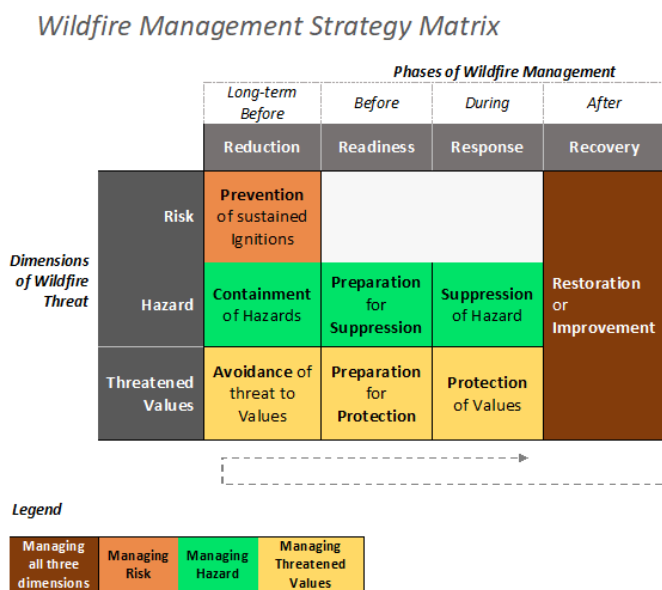 Wildfire Management Strategy Matrix
Phases of Wildfire Management
Long-term
Before
Before
During
After
Reduction
Readiness
Response
Recovery
Dimensions
of Wildfire
Threat
Risk
Prevention
of sustained
Ignitions
Hazard
Containment
of Hazards
Preparation
for
Suppression
Suppression
of Hazard
Restoration
or
Improvement
Threatened
Values
Avoidance of
threat to
Values
Preparation
for
Protection
Protection
of Values
Legend
Managing
all three
dimensions
Managing
Risk
Managing
Hazard
Managing
Threatened
Values